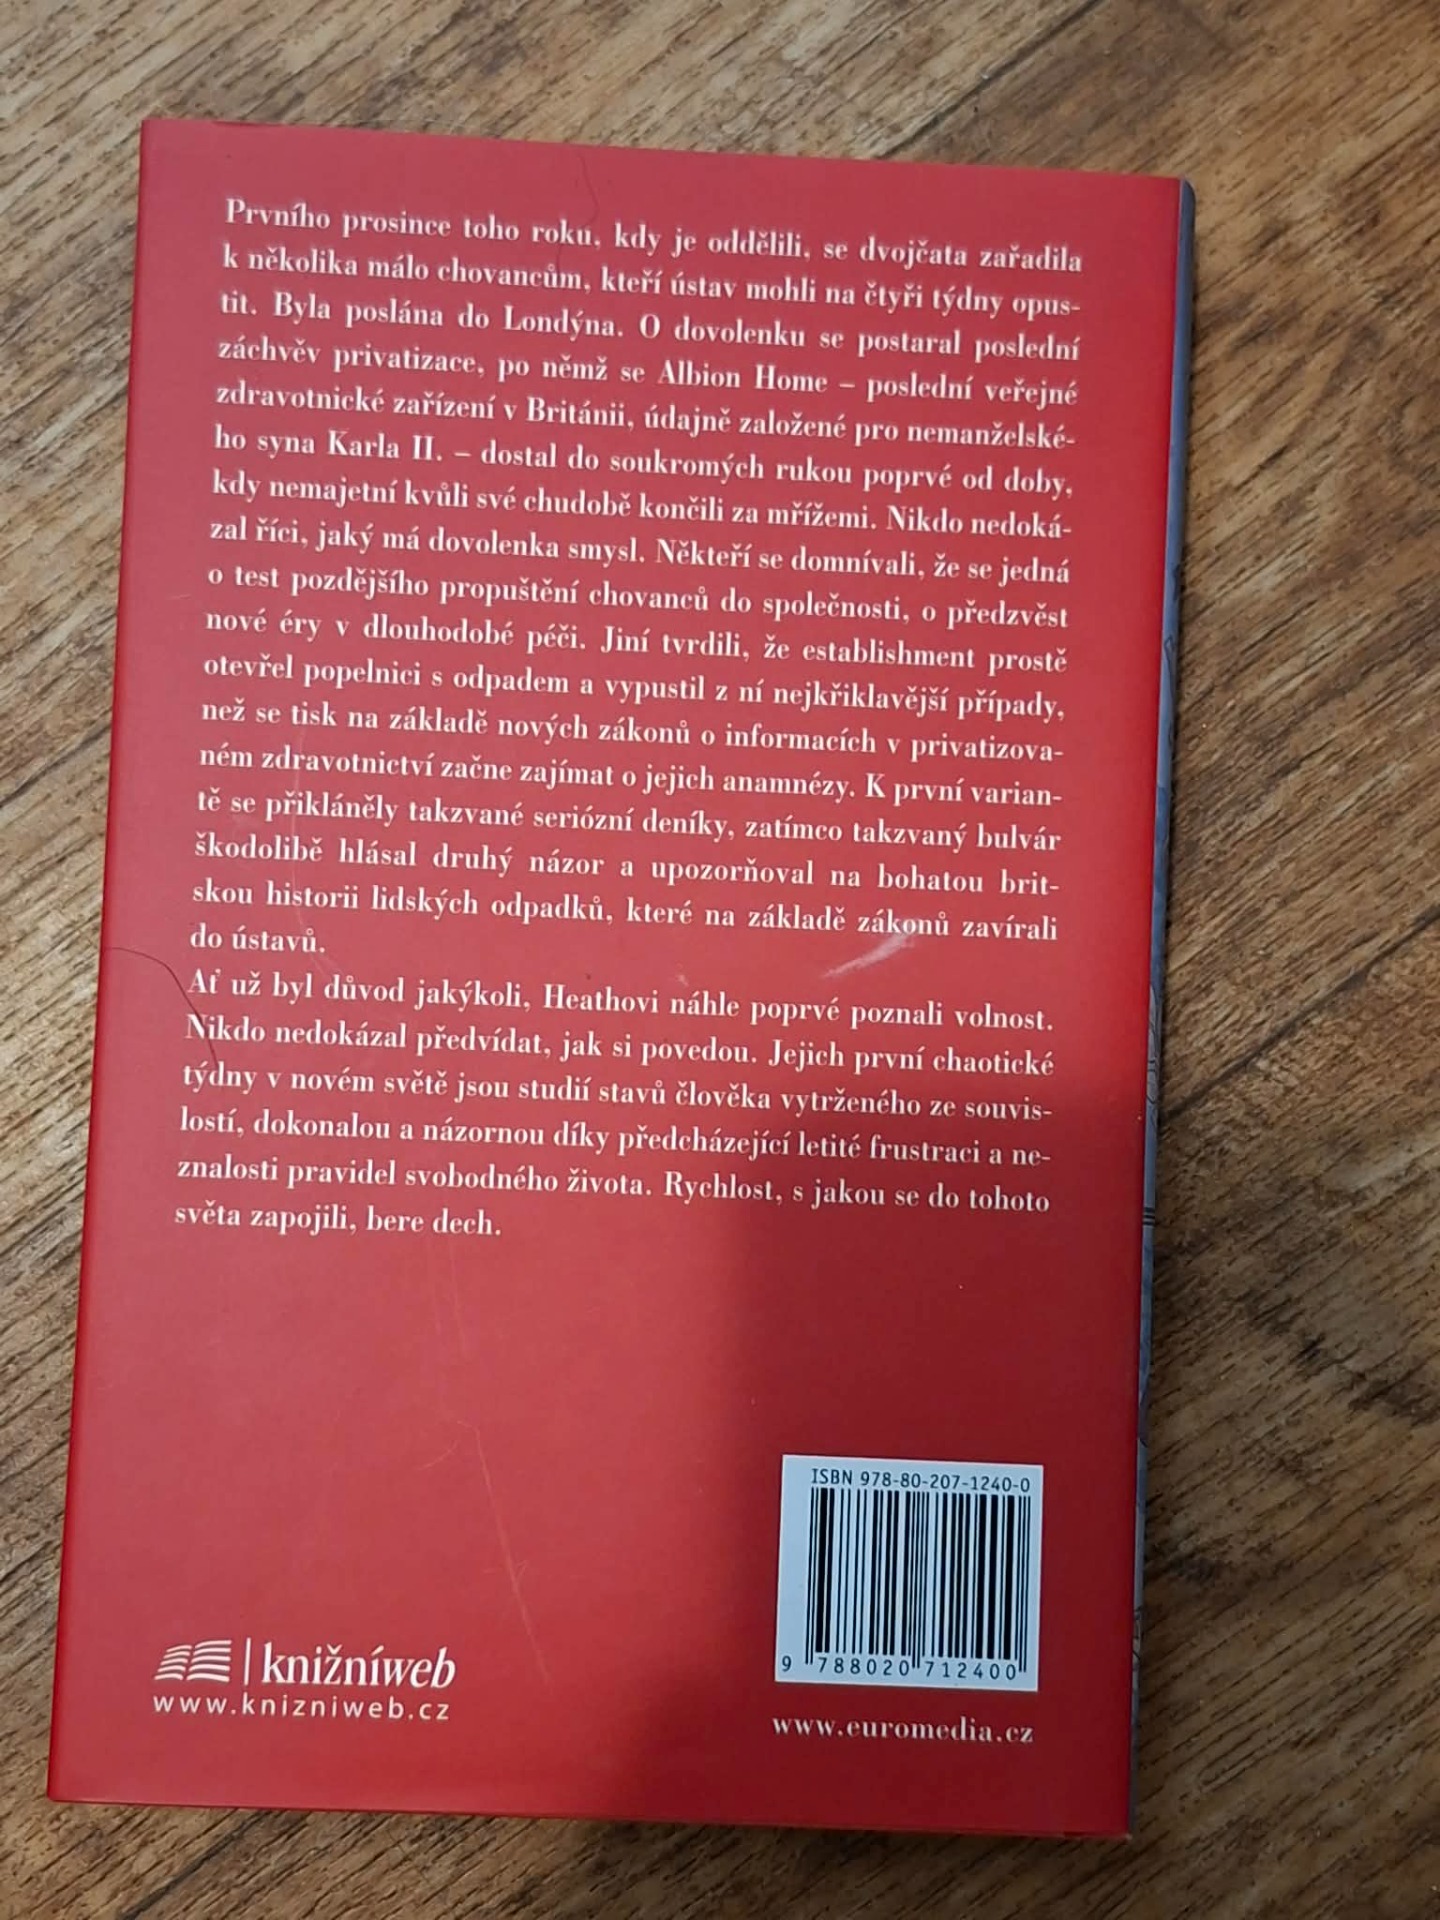 Prvního prosince toho roku, kdy je oddělili, se dvojčata zařadila
k několika málo chovancům, kteří ústav mohli na čtyři týdny opus-
tit. Byla poslána do Londýna. O dovolenku se postaral poslední
záchvěv privatizace, po němž se Albion Home – poslední veřejné
zdravotnické zařízení v Británii, údajně založené pro nemanželské-
ho syna Karla II. – dostal do soukromých rukou poprvé od doby,
kdy nemajetní kvůli své chudobě končili za mřížemi. Nikdo nedoká-
zal říci, jaký má dovolenka smysl. Někteří se domnívali, že se jedná
o test pozdějšího propuštění chovanců do společnosti, o předzvěst
nové éry v dlouhodobé péči. Jiní tvrdili, že establishment prostě
otevřel popelnici s odpadem a vypustil z ní nejkřiklavější případy,
než se tisk na základě nových zákonů o informacích v privatizova-
ném zdravotnictví začne zajímat o jejich anamnézy. K první varian-
tě se přikláněly takzvané seriózní deníky, zatímco takzvaný bulvár
škodolibě hlásal druhý názor a upozorňoval na bohatou brit-
skou historii lidských odpadků, které na základě zákonů zavírali
do ústavů.
Ať už byl důvod jakýkoli, Heathovi náhle poprvé poznali volnost.
Nikdo nedokázal předvídat, jak si povedou. Jejich první chaotické
týdny v novém světě jsou studií stavů člověka vytrženého ze souvis-
lostí, dokonalou a názornou díky předcházející letité frustraci a ne-
znalosti pravidel svobodného života. Rychlost, s jakou se do tohoto
světa zapojili, bere dech.
ISBN 978-80-207-1240-0
9 788020 712400
knižníweb
www.knizniweb.cz
www.euromedia.cz